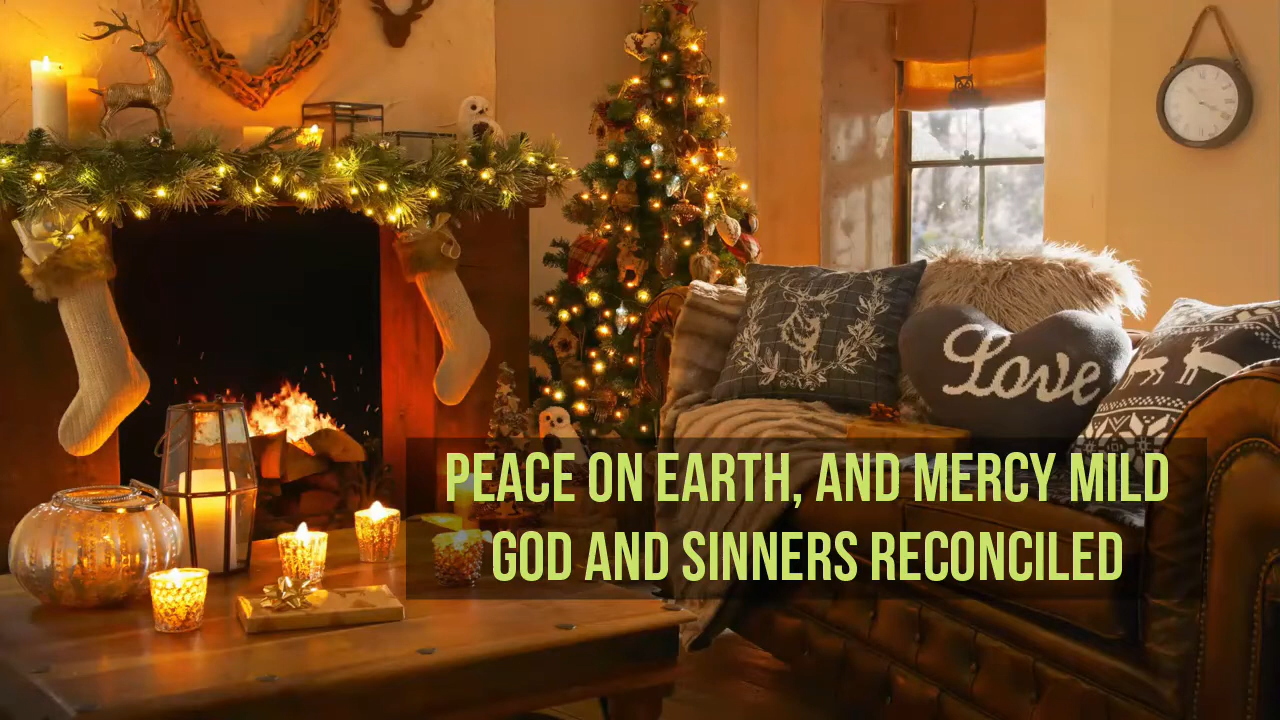 Love
PEACE ON EARTH, AND MERCY MILD
GOD AND SINNERS RECONCILED